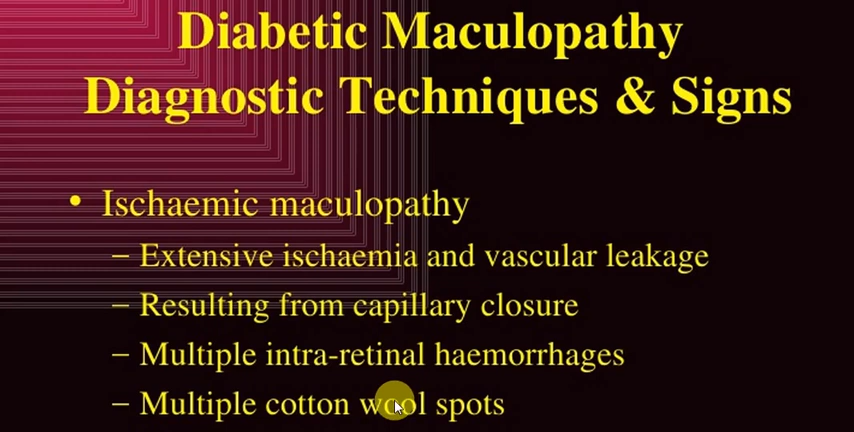 Diabetic Maculopathy
Diagnostic Techniques & Signs
• Ischaemic maculopathy
– Extensive ischaemia and vascular leakage
– Resulting from capillary closure
– Multiple intra-retinal haemorrhages
– Multiple cotton wool spots